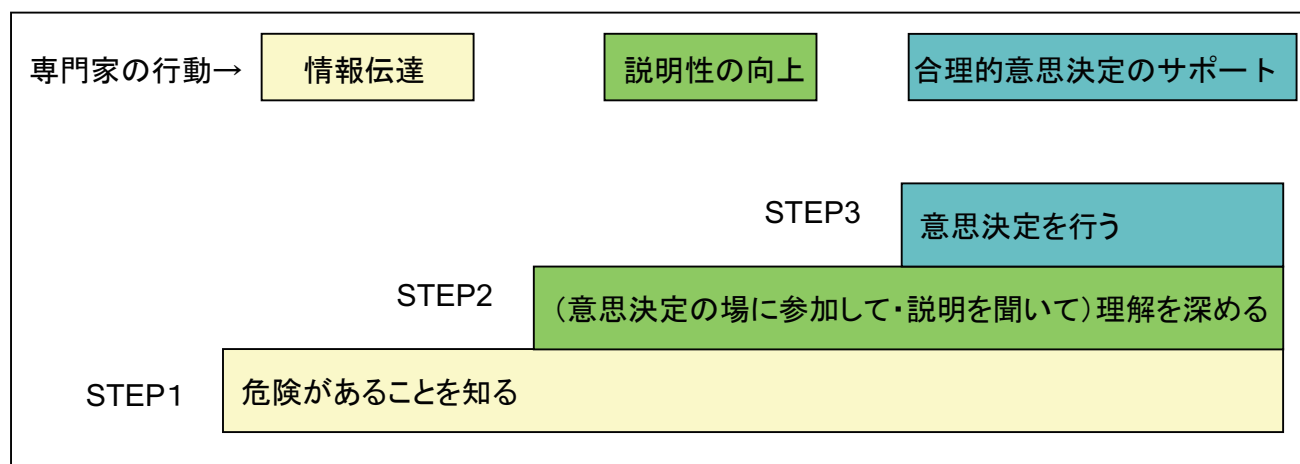 専門家の行動→ 情報伝達 説明性の向上 合理的意思決定のサポート
STEP3 意思決定を行う
STEP2 （意思決定の場に参加して・説明を聞いて）理解を深める
STEP１ 危険があることを知る